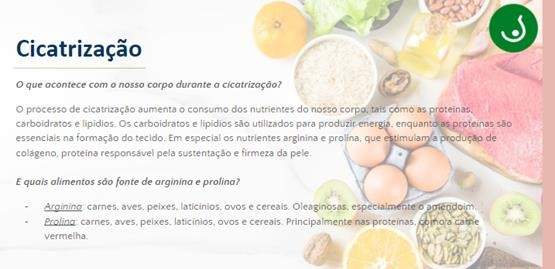 Cicatrização
O que acontece com o nosso corpo durante a cicatrização?
O processo de cicatrização aumenta o consumo dos nutrientes do nosso corpo, tais como as proteínas,
carboidratos e lipídios. Os carboidratos e lipídios são utilizados para produzir energia, enquanto as proteínas são
essenciais na formação do tecido. Em especial os nutrientes arginina e prolina, que estimulam a produção de
colágeno, proteína responsável pela sustentação e firmeza da pele.
E quais alimentos são fonte de arginina e prolina?
- Arginina: carnes, aves, peixes, laticínios, ovos e cereais. Oleaginosas, especialmente o amendoim.
- Prolina: carnes, aves, peixes, laticínios, ovos e cereais. Principalmente nas proteínas, como a carne
vermelha.